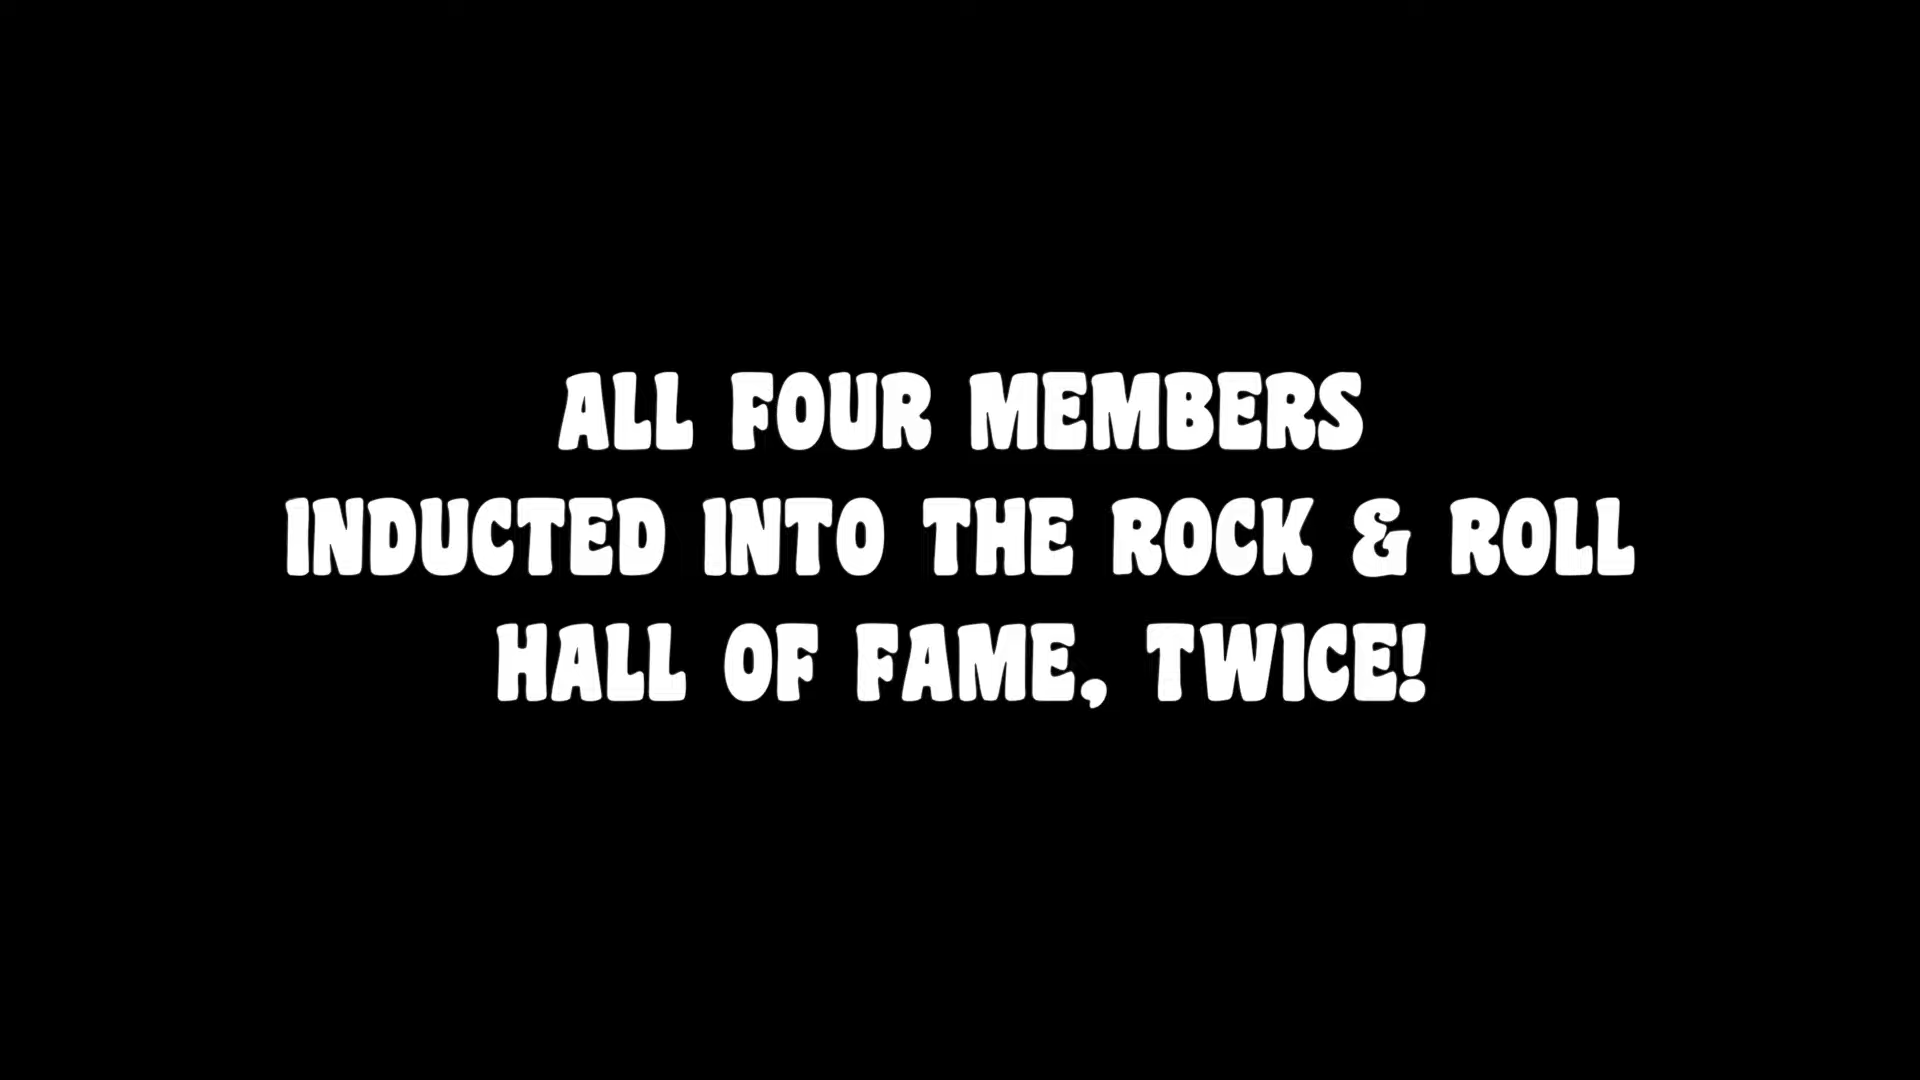 ALL FOUR MEMBERS
INDUCTED INTO THE ROCK & ROLL
HALL OF FAME, TWICE!